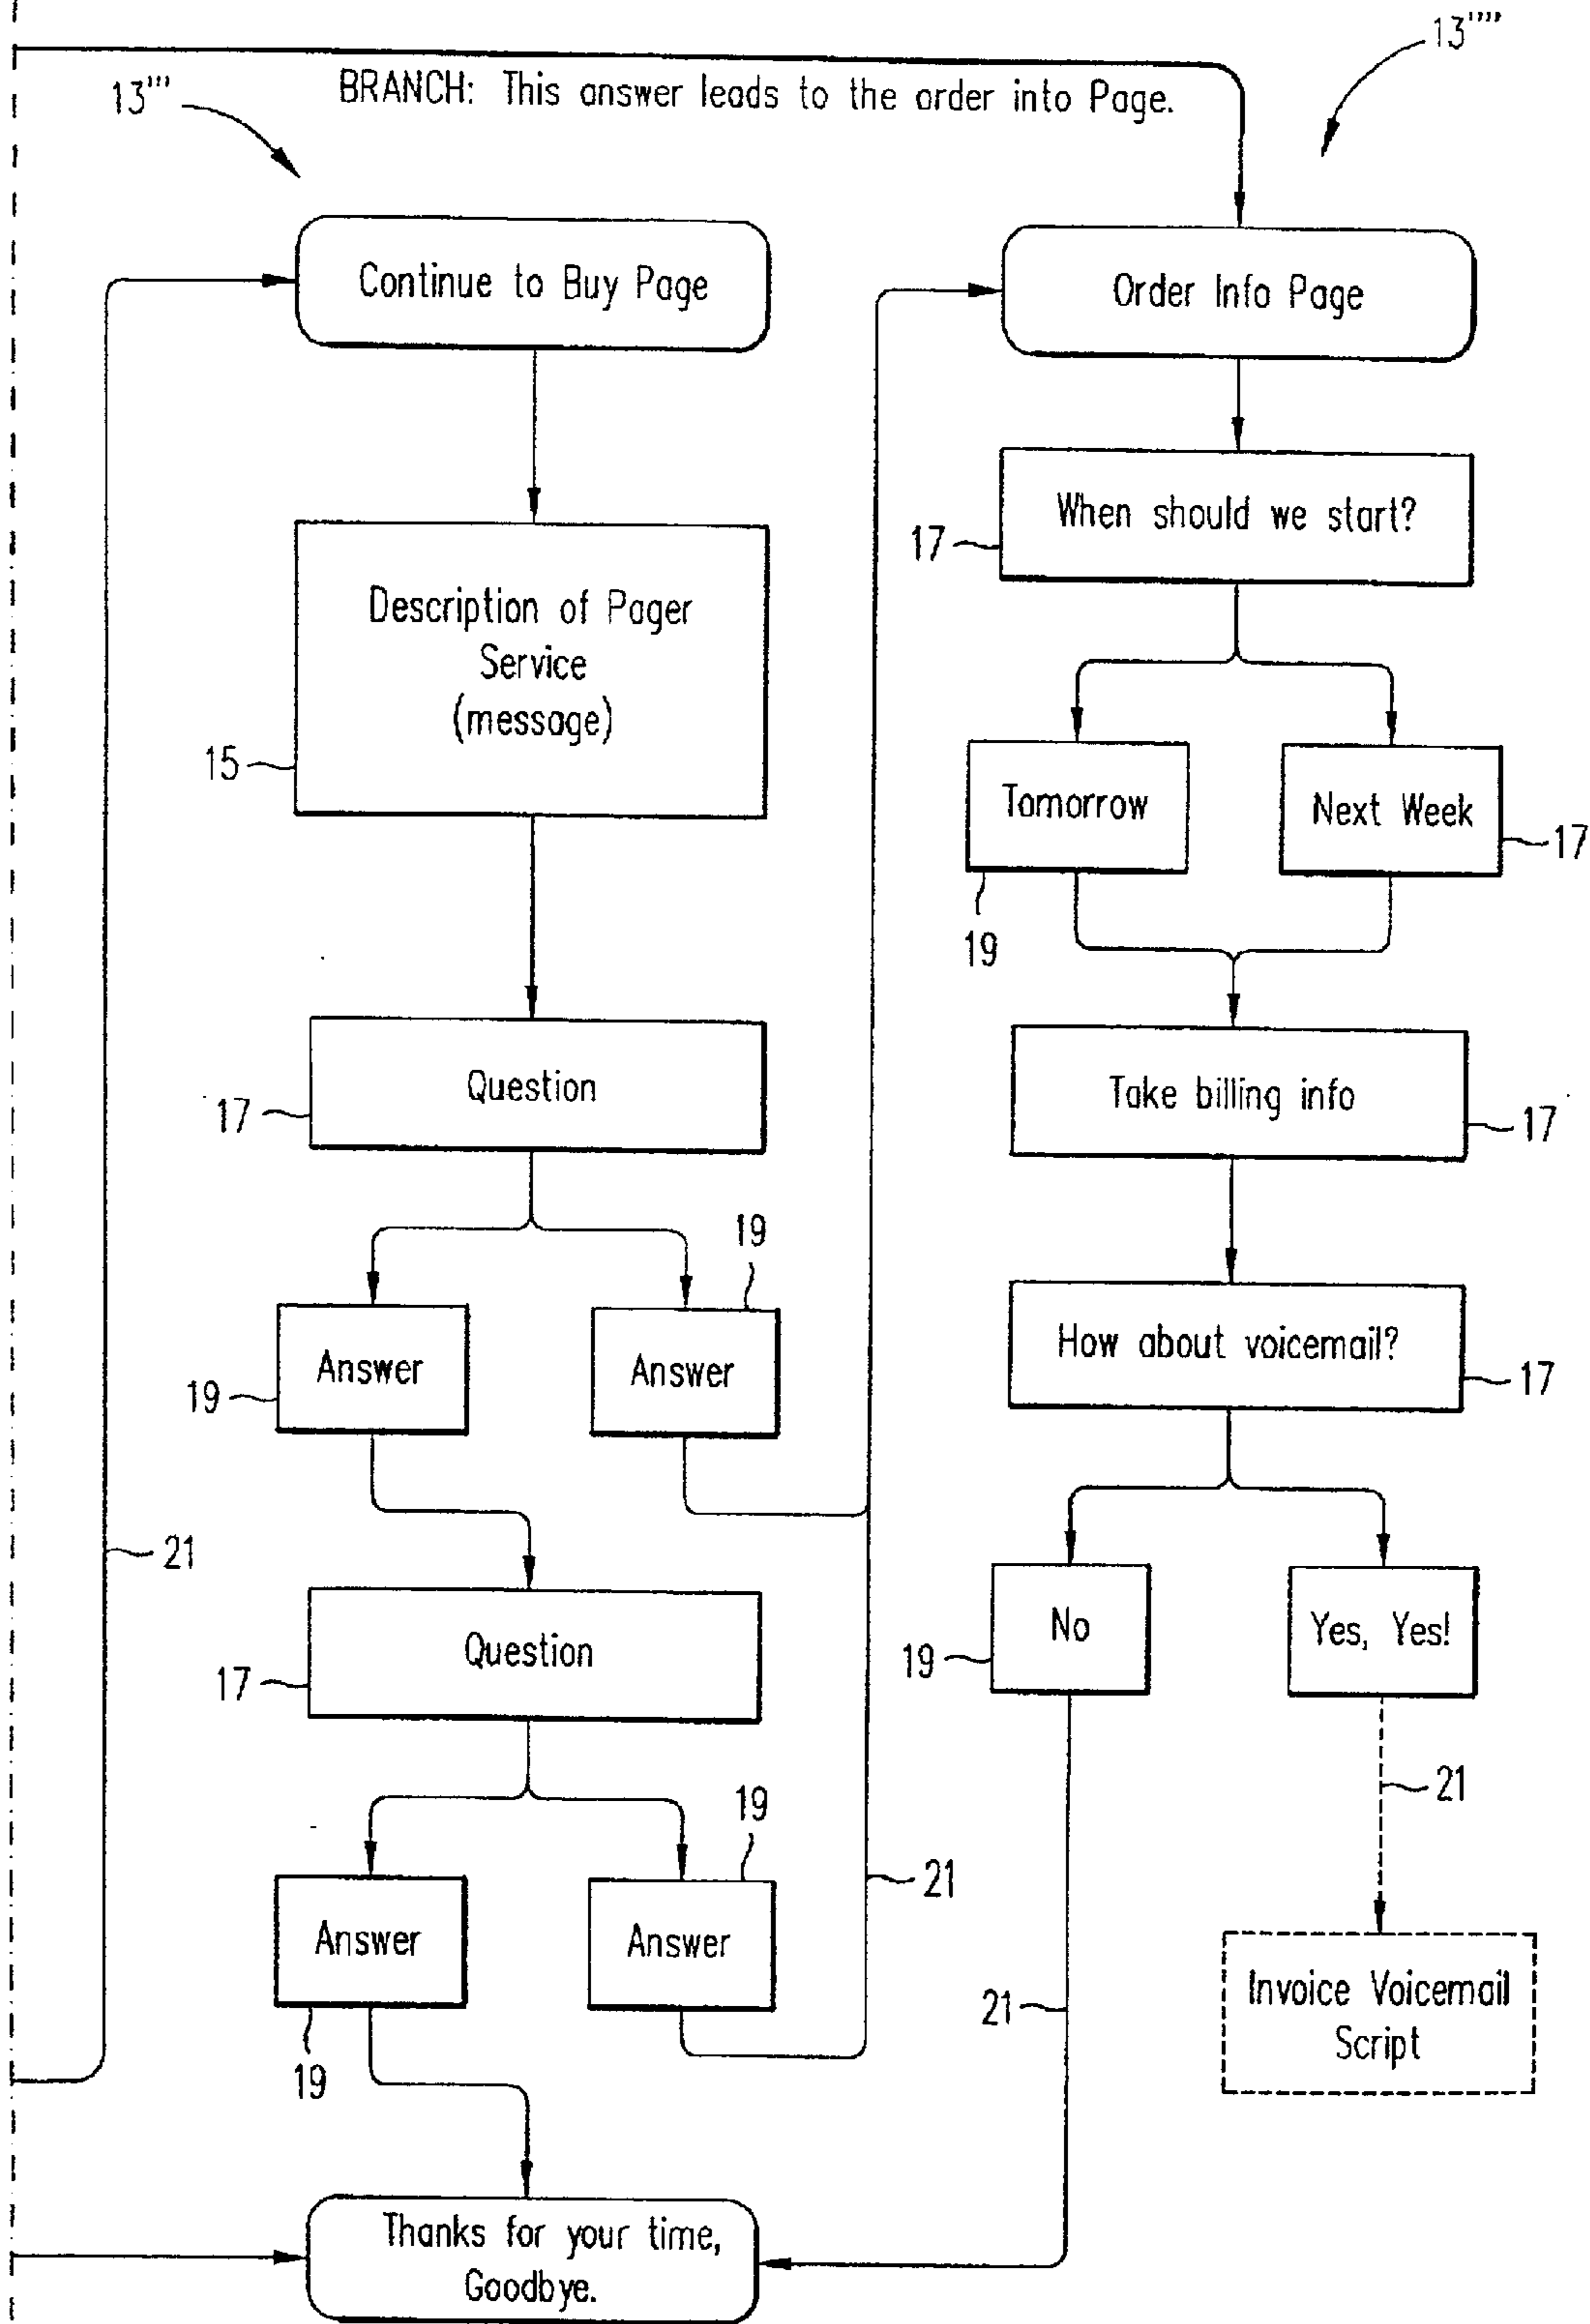 13''''
13'''
BRANCH: This answer leads to the order into Page.
Continue to Buy Page
Order Info Page
When should we start?
17
Description of Pager
Service
(message)
15
Tomorrow
Next Week
17
19
Question
17
Take billing info
17
19
Answer
Answer
19
How about voicemail?
17
21
Question
17
No
Yes, Yes!
19
21
19
Answer
Answer
21
19
21
Invoice Voicemail
Script
Thanks for your time,
Goodbye.